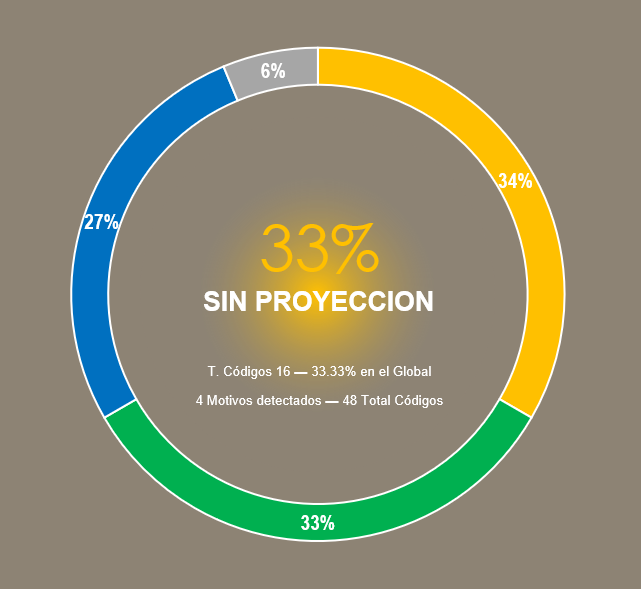 6%
34%
27%
33%
SIN PROYECCION
T. Códigos 16 — 33.33% en el Global
4 Motivos detectados — 48 Total Códigos
33%